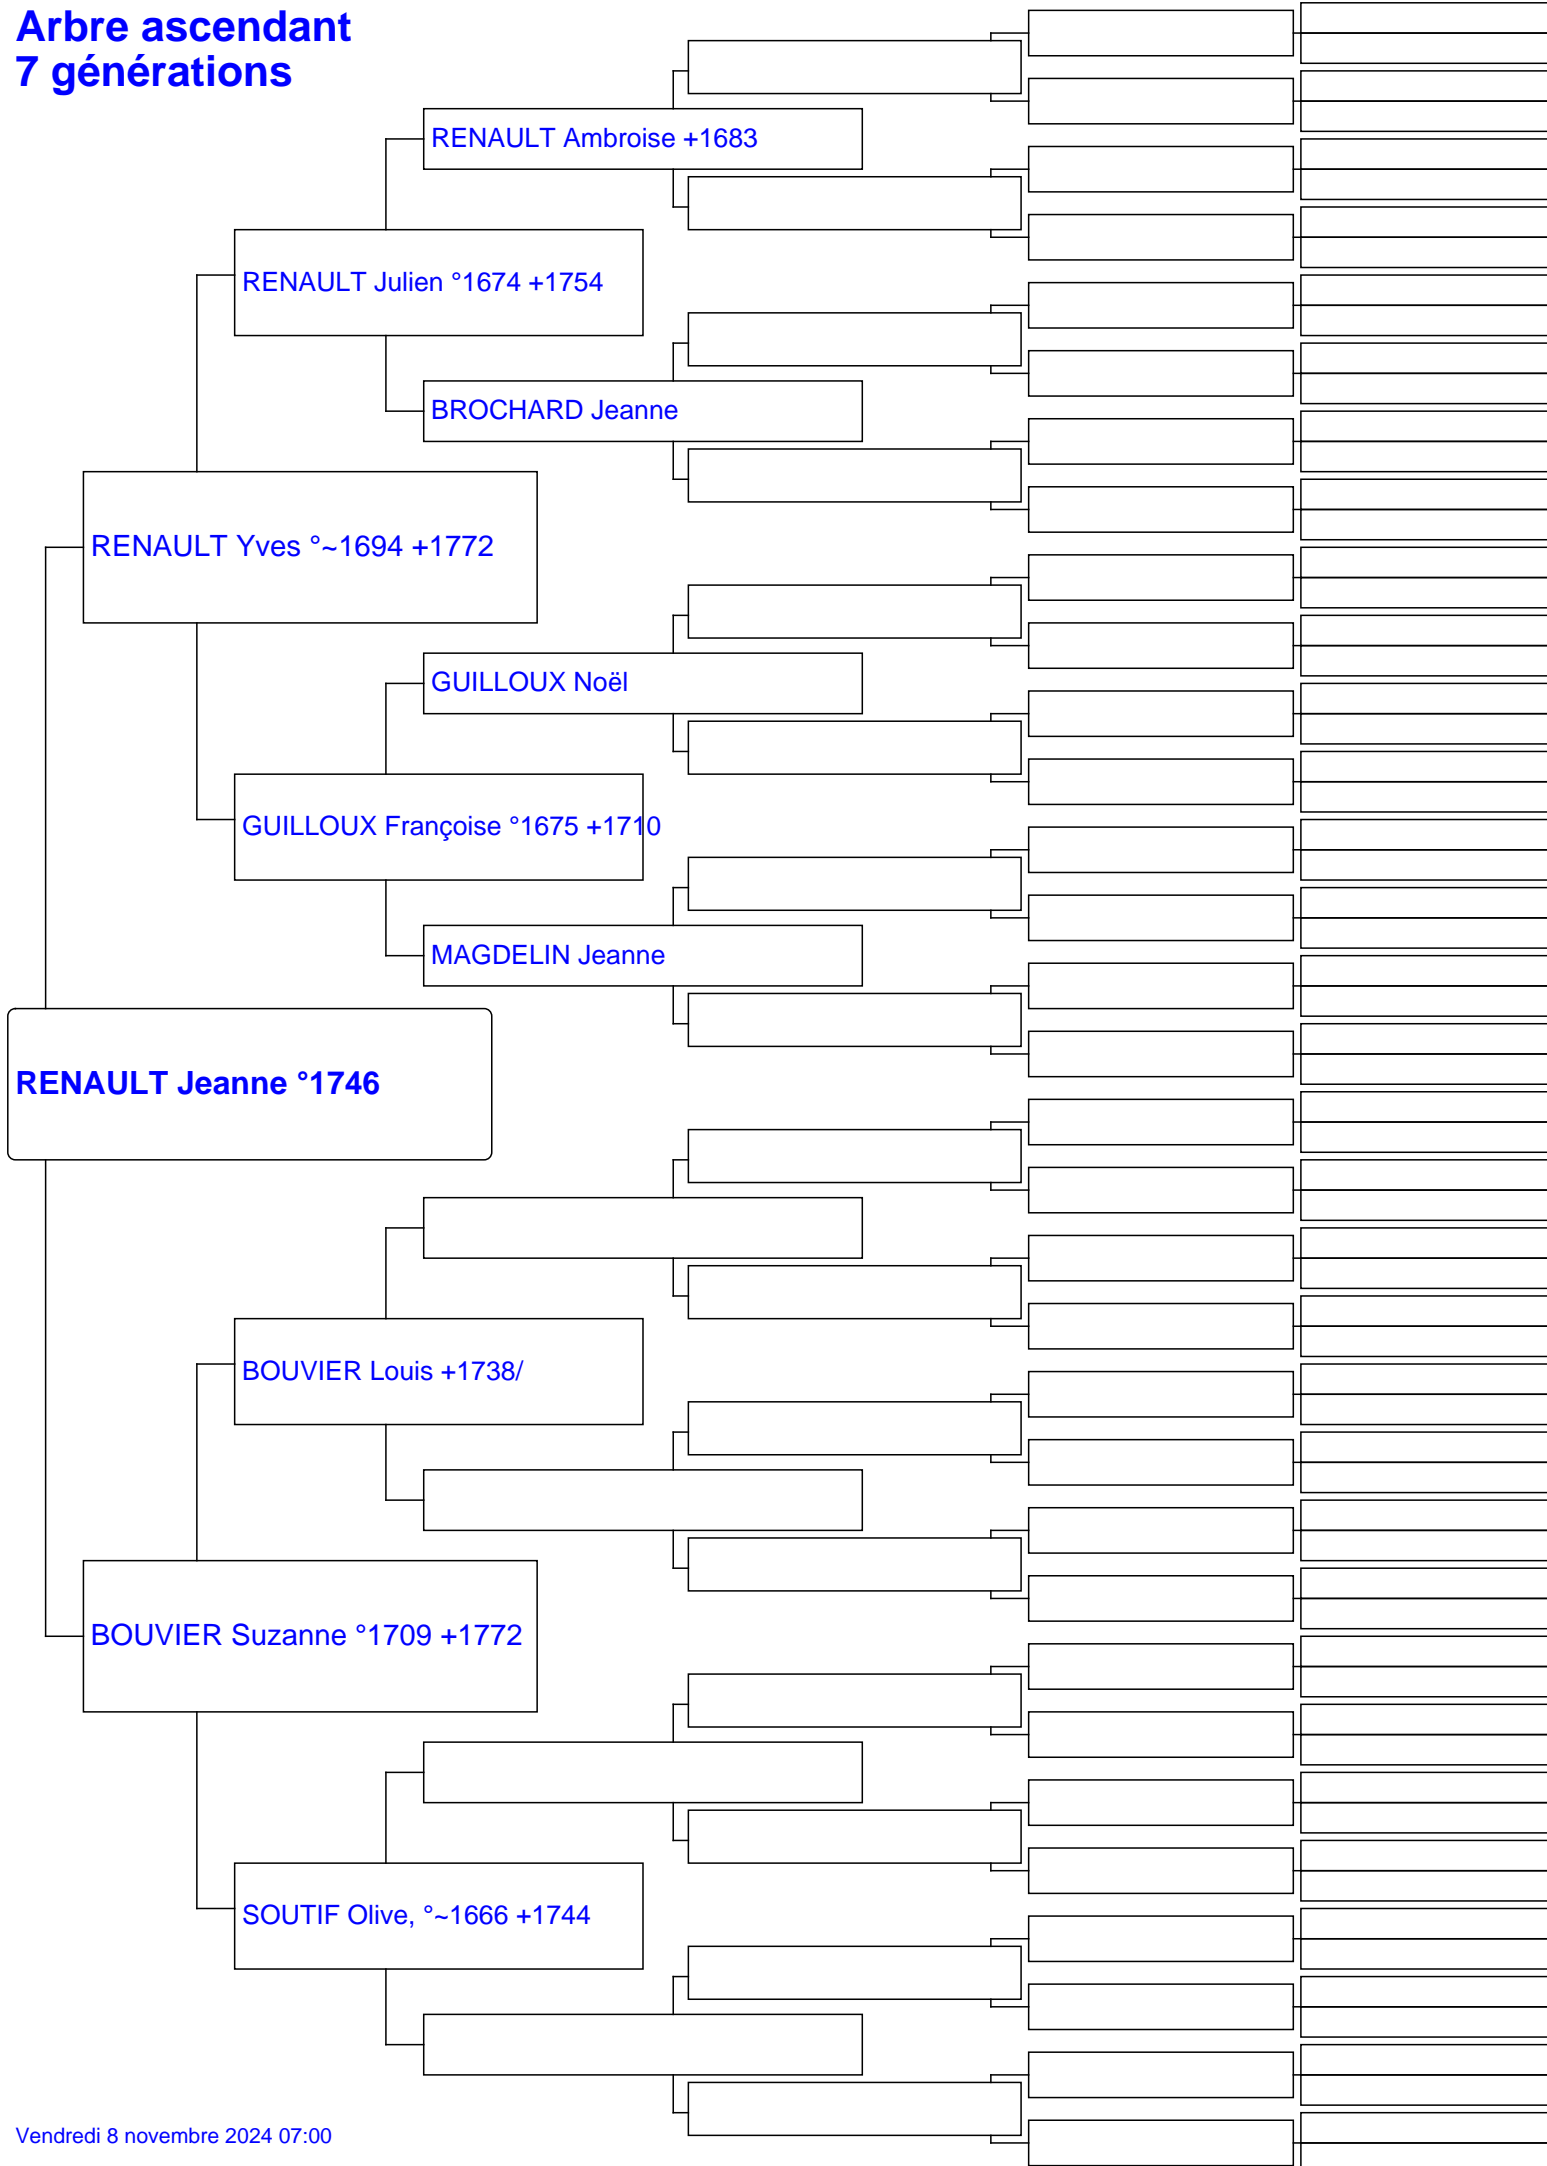 Arbre ascendant
7 générations
RENAULT Ambroise +1683
RENAULT Julien °1674 +1754
BROCHARD Jeanne
RENAULT Yves °~1694 +1772
GUILLOUX Noël
GUILLOUX Françoise °1675 +1710
MAGDELIN Jeanne
RENAULT Jeanne °1746
BOUVIER Louis +1738/
BOUVIER Suzanne °1709 +1772
SOUTIF Olive, °~1666 +1744
Vendredi 8 novembre 2024 07:00